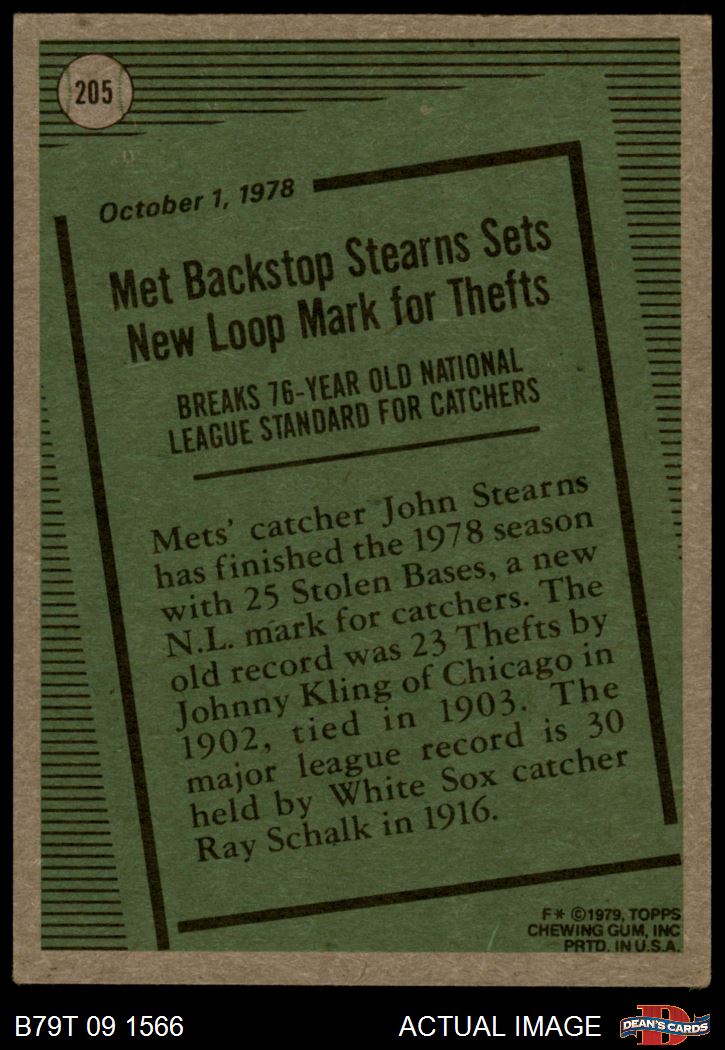 205
October 1, 1978
Met Backstop Stearns Sets
New Loop Mark for Thefts
BREAKS 76-YEAR OLD NATIONAL
LEAGUE STANDARD FOR CATCHERS
Mets' catcher John Stearns
has finished the 1978 season
with 25 Stolen Bases, a new
N.L. mark for catchers. The
old record was 23 Thefts by
Johnny Kling of Chicago in
1902, tied in 1903. The
major league record is 30
held by White Sox catcher
Ray Schalk in 1916.
F* ©1979, TOPPS
CHEWING GUM, INC
PRTD. IN U.S.A.
B79T 09 1566
ACTUAL IMAGE
D
DEAN'S CARDS